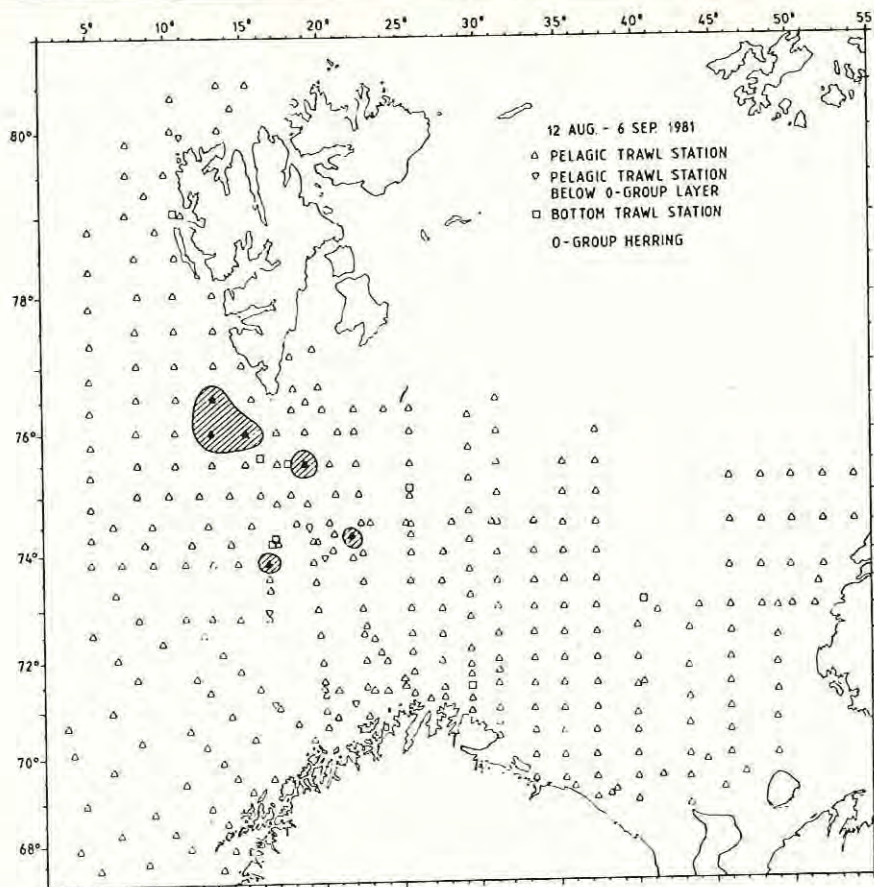 5° 10° 15° 20° 25° 30° 35° 40° 45° 50° 55
80°
12 AUG. - 6 SEP. 1981
△ PELAGIC TRAWL STATION
▽ PELAGIC TRAWL STATION
BELOW 0-GROUP LAYER
□ BOTTOM TRAWL STATION
0-GROUP HERRING
78°
76°
74°
72°
70°
68°